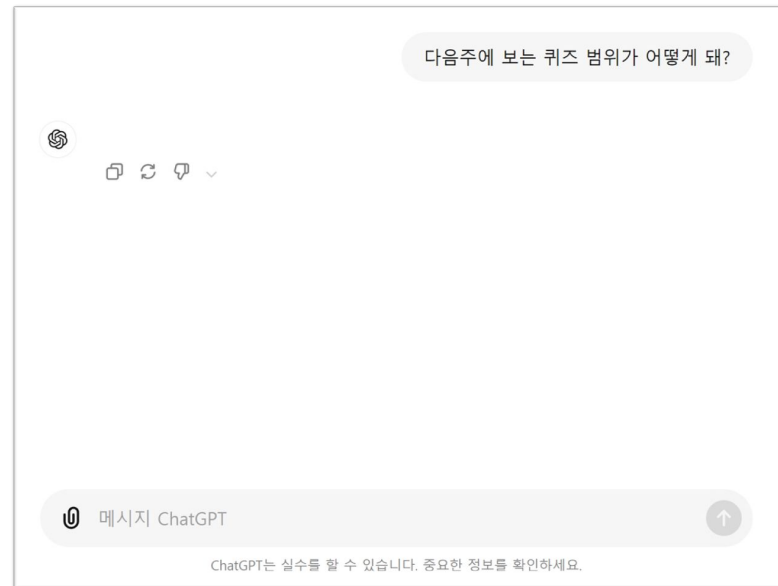 다음주에 보는 퀴즈 범위가 어떻게 돼?
메시지 ChatGPT
ChatGPT는 실수를 할 수 있습니다. 중요한 정보를 확인하세요.